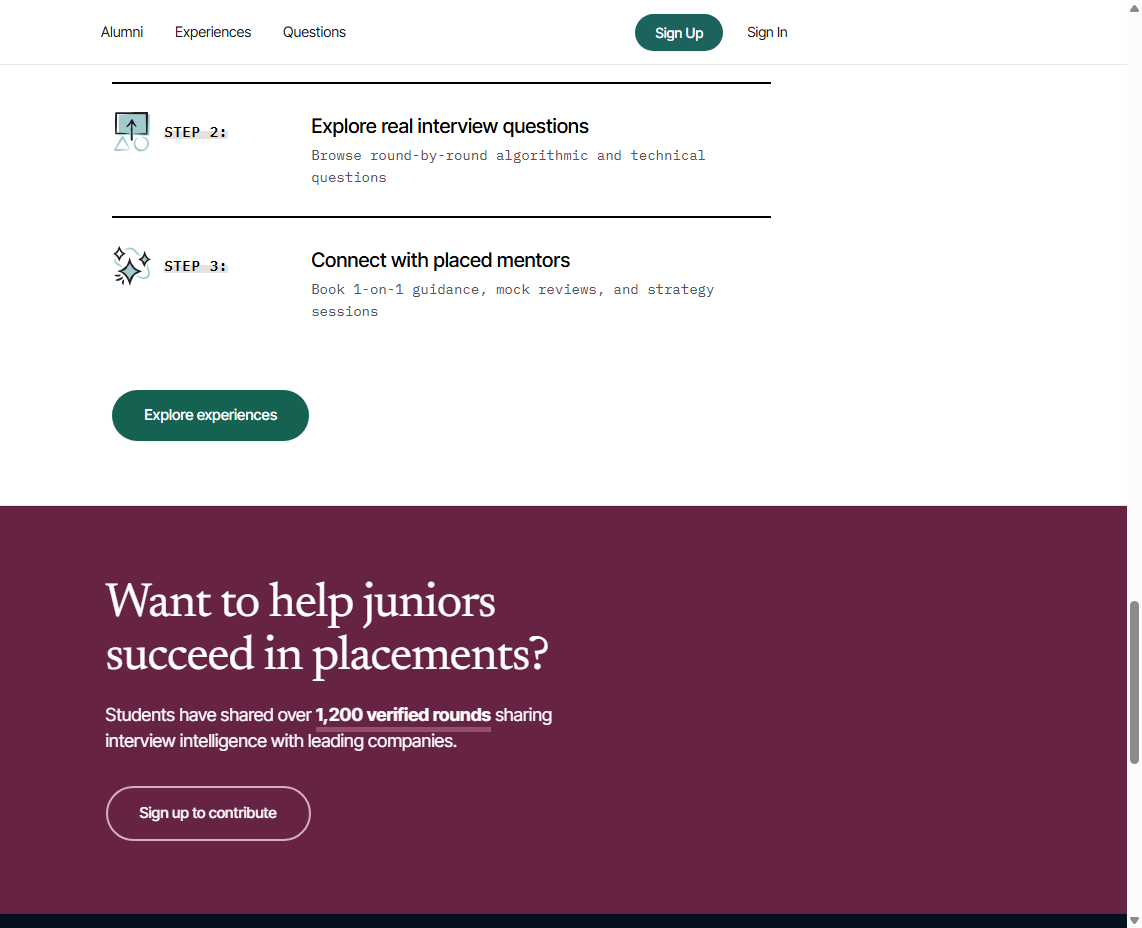 Alumni Experiences Questions Sign Up Sign In
STEP 2:
Explore real interview questions
Browse round-by-round algorithmic and technical
questions
STEP 3:
Connect with placed mentors
Book 1-on-1 guidance, mock reviews, and strategy
sessions
Explore experiences
Want to help juniors
succeed in placements?
Students have shared over 1,200 verified rounds sharing
interview intelligence with leading companies.
Sign up to contribute